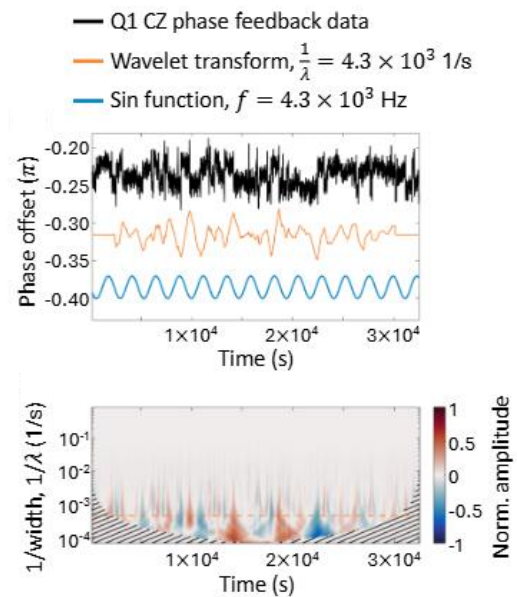 Q1 CZ phase feedback data
Wavelet transform, 1/λ = 4.3 × 10³ 1/s
Sin function, f = 4.3 × 10³ Hz
Phase offset (π)
-0.20
-0.25
-0.30
-0.35
-0.40
1×10⁴ 2×10⁴ 3×10⁴
Time (s)
1/width, 1/λ (1/s)
10⁻¹
10⁻²
10⁻³
10⁻⁴
1×10⁴ 2×10⁴ 3×10⁴
Time (s)
1
0.5
0
-0.5
-1
Norm. amplitude